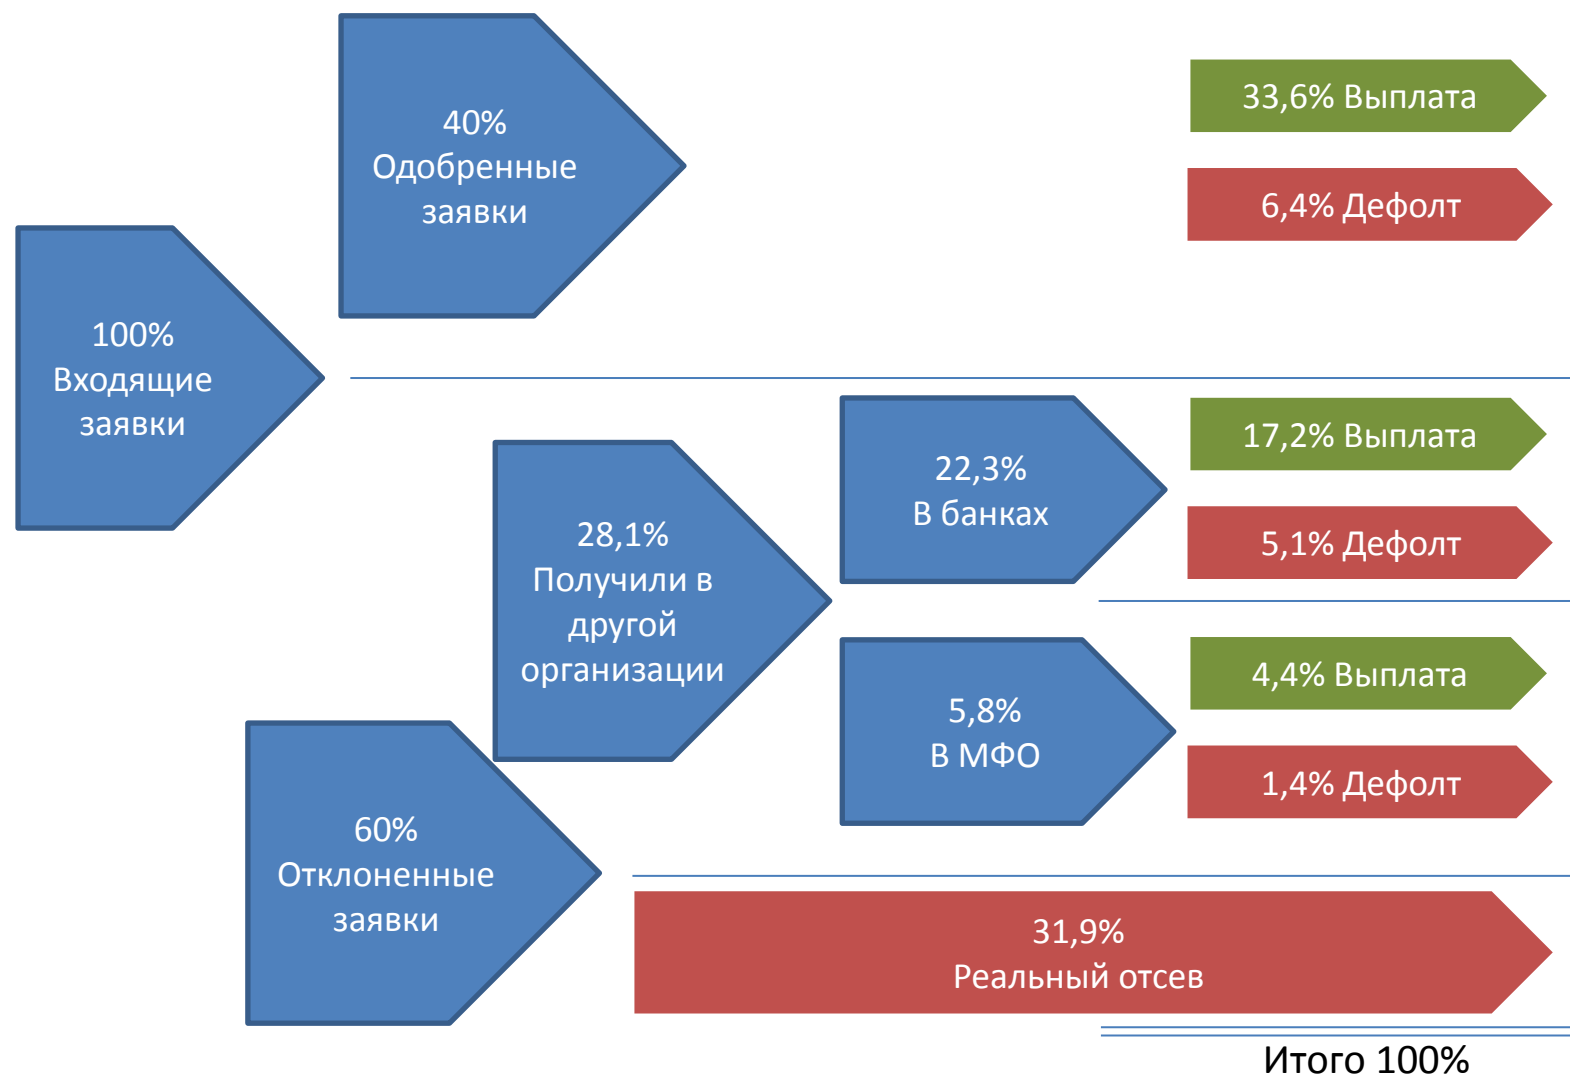 40%
Одобренные
заявки
33,6% Выплата
6,4% Дефолт
100%
Входящие
заявки
22,3%
В банках
17,2% Выплата
5,1% Дефолт
28,1%
Получили в
другой
организации
5,8%
В МФО
4,4% Выплата
1,4% Дефолт
60%
Отклоненные
заявки
31,9%
Реальный отсев
Итого 100%